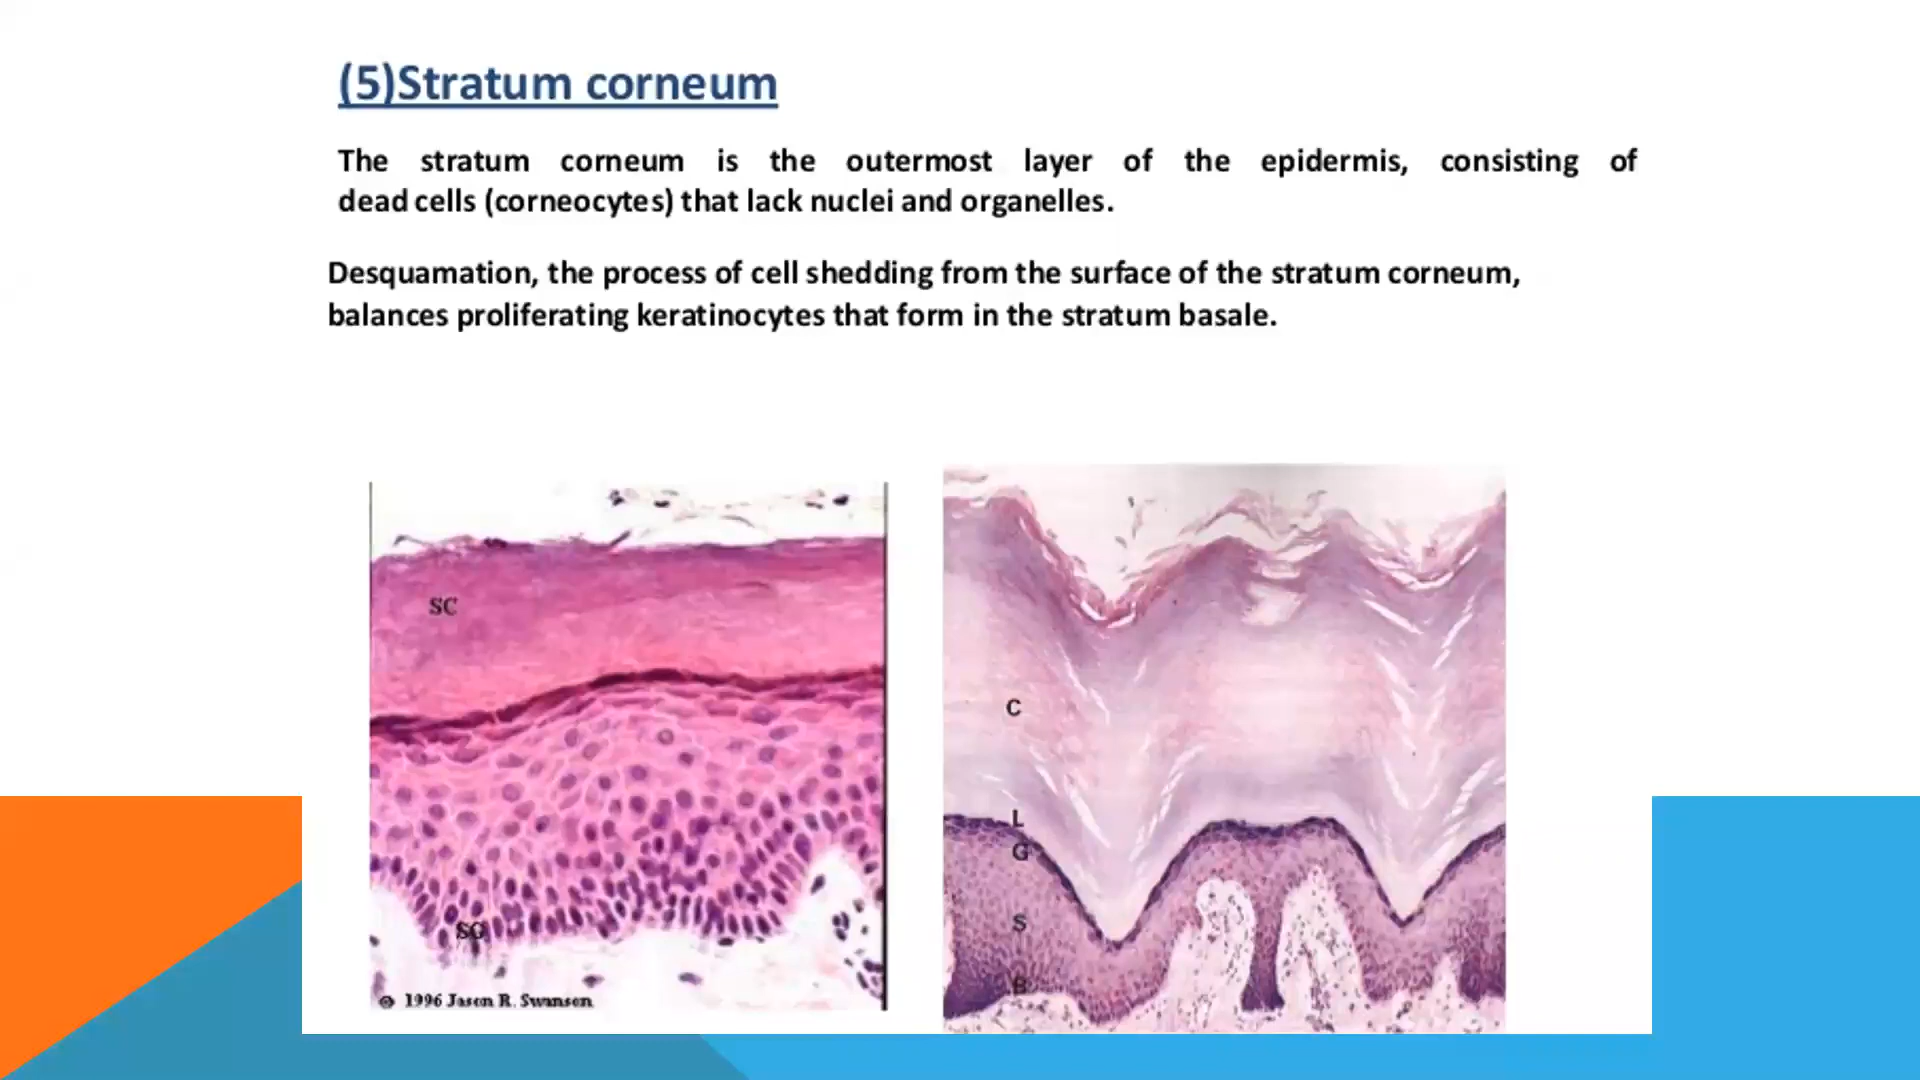 (5)Stratum corneum
The stratum corneum is the outermost layer of the epidermis, consisting of
dead cells (corneocytes) that lack nuclei and organelles.
Desquamation, the process of cell shedding from the surface of the stratum corneum,
balances proliferating keratinocytes that form in the stratum basale.
SC
SG
© 1996 Jason R. Swanson
C
L
G
S
B